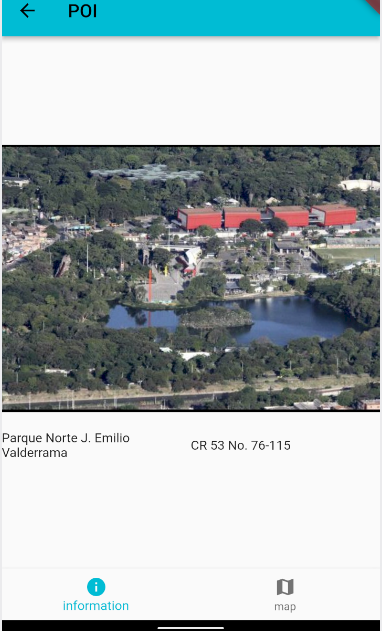 POI
Parque Norte J. Emilio
Valderrama
CR 53 No. 76-115
information
map